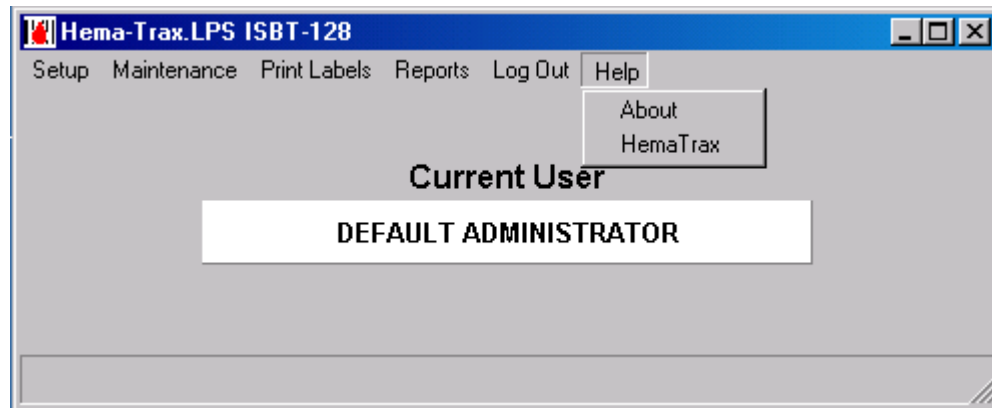 Hema-Trax.LPS ISBT-128
Setup Maintenance Print Labels Reports Log Out Help
About
HemaTrax
Current User
DEFAULT ADMINISTRATOR